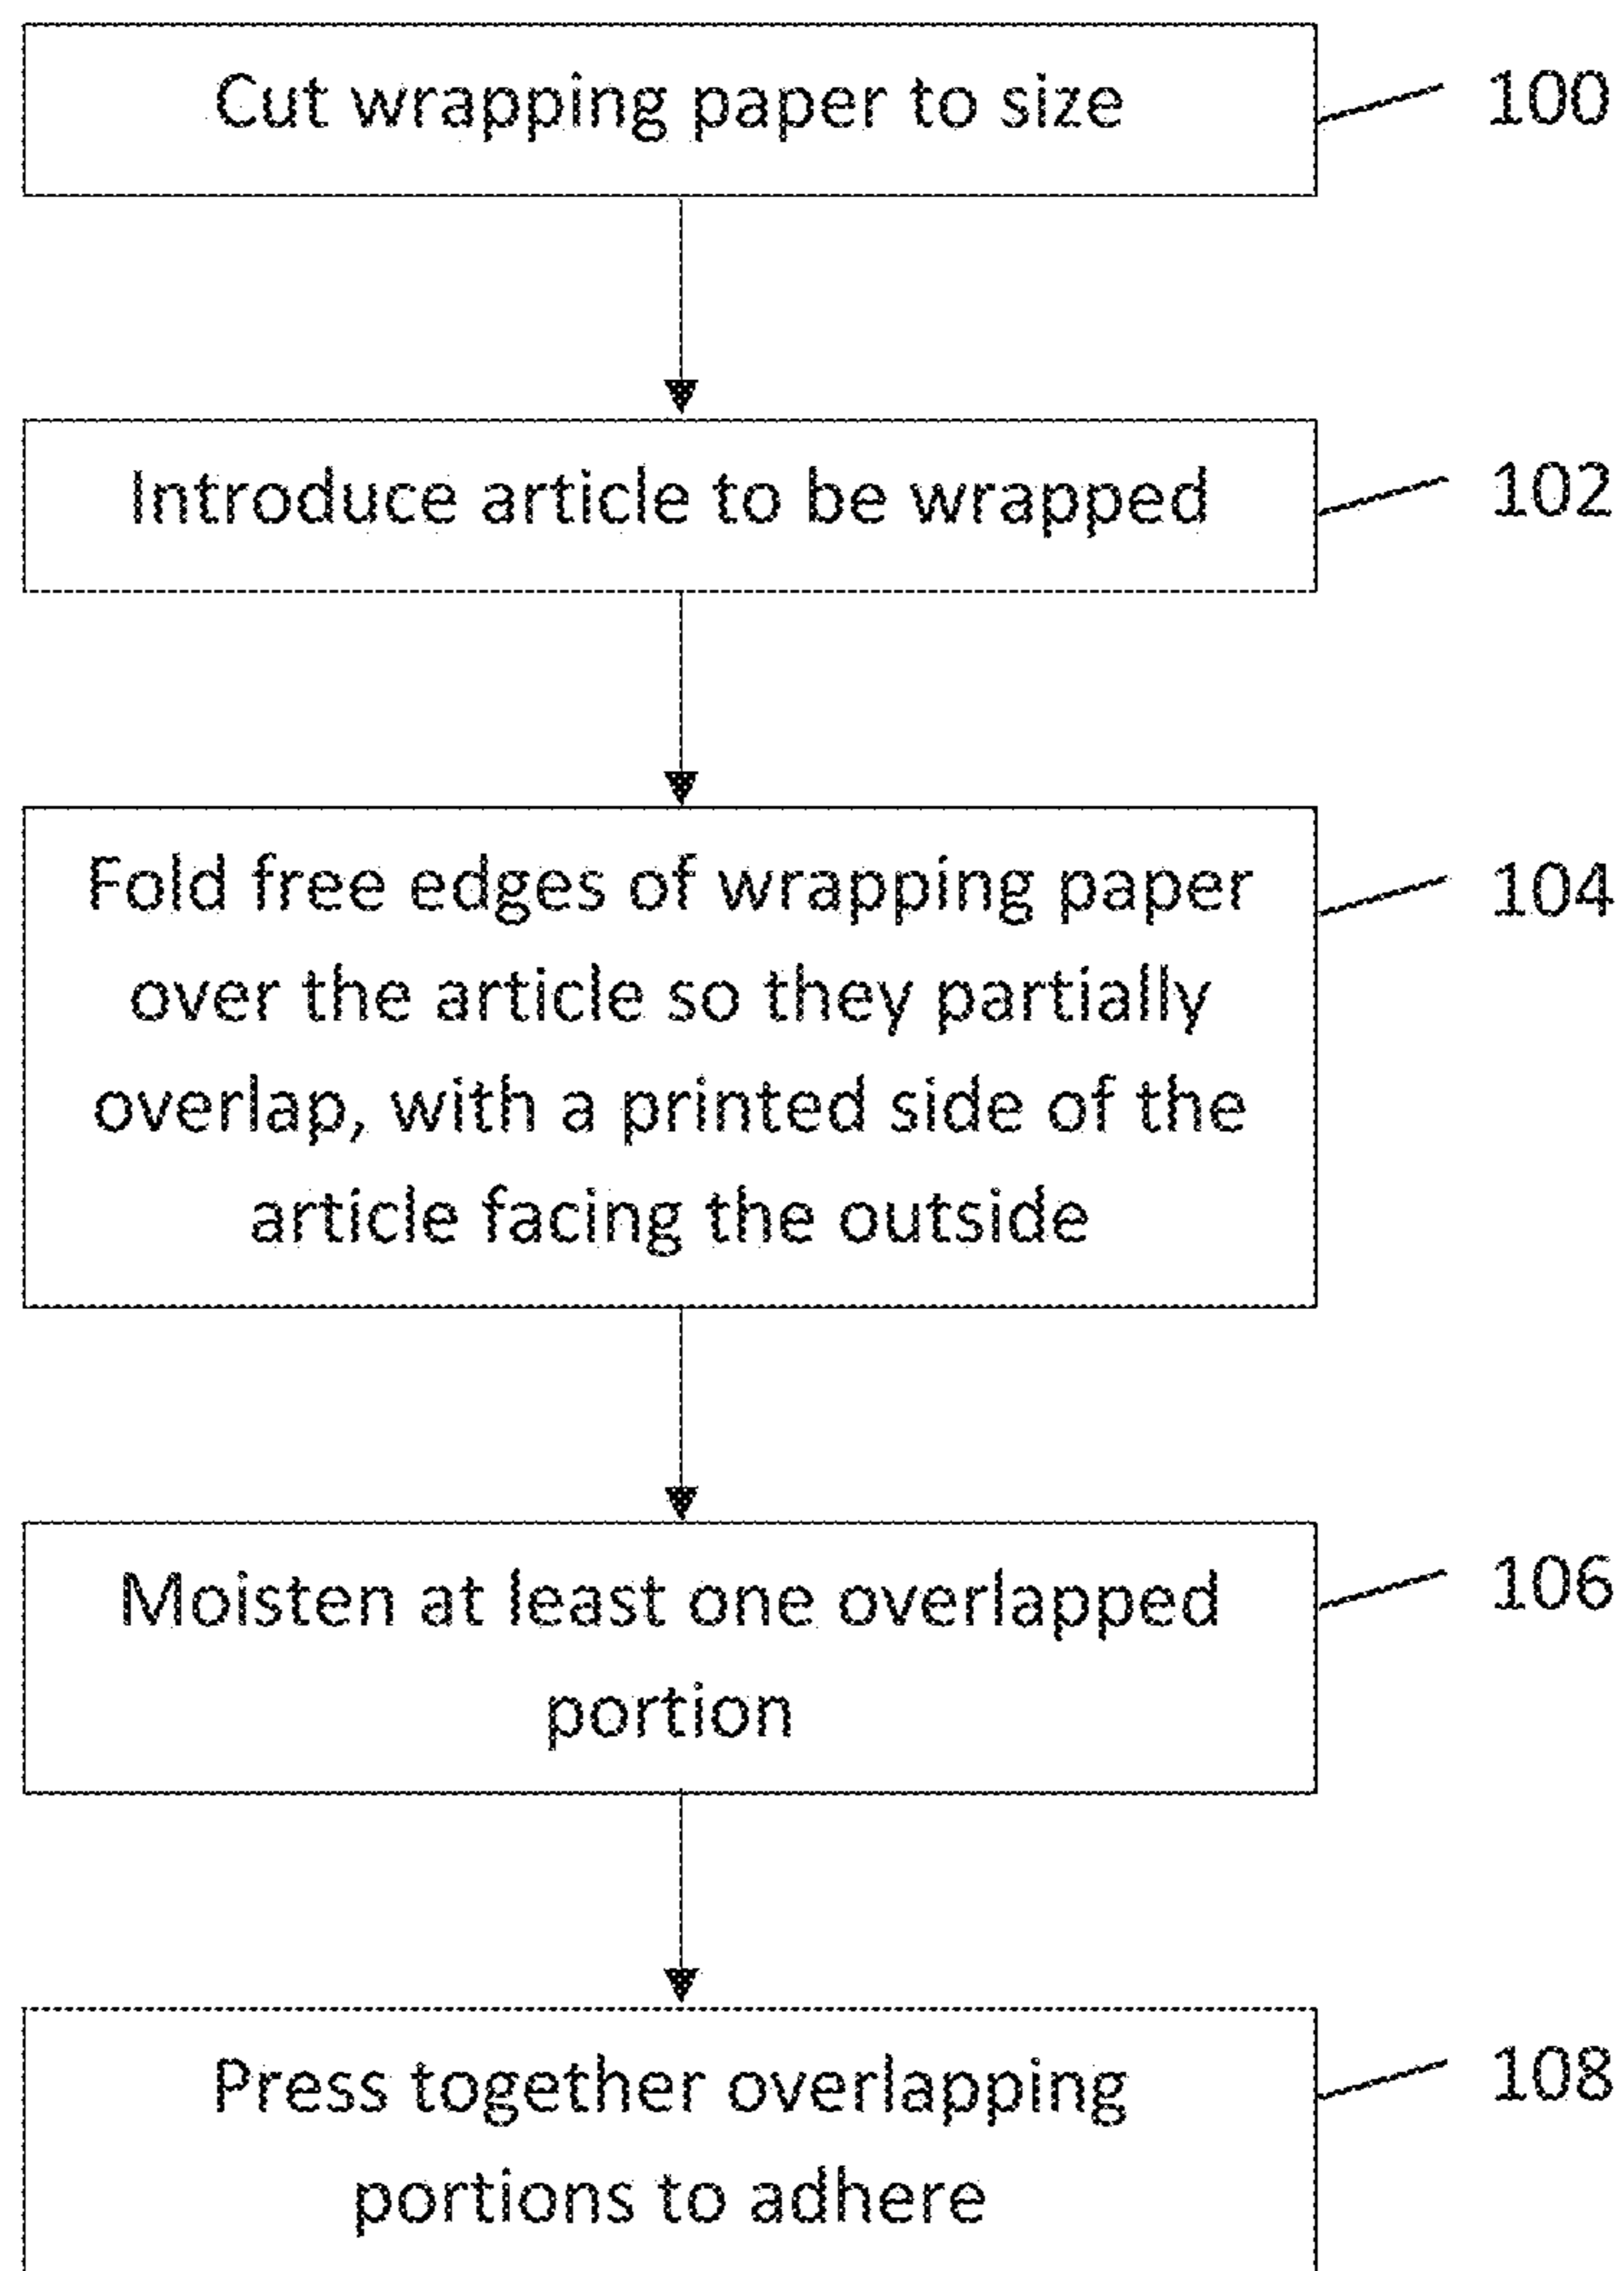 Cut wrapping paper to size
100
Introduce article to be wrapped
102
Fold free edges of wrapping paper
over the article so they partially
overlap, with a printed side of the
article facing the outside
104
Moisten at least one overlapped
portion
106
Press together overlapping
portions to adhere
108